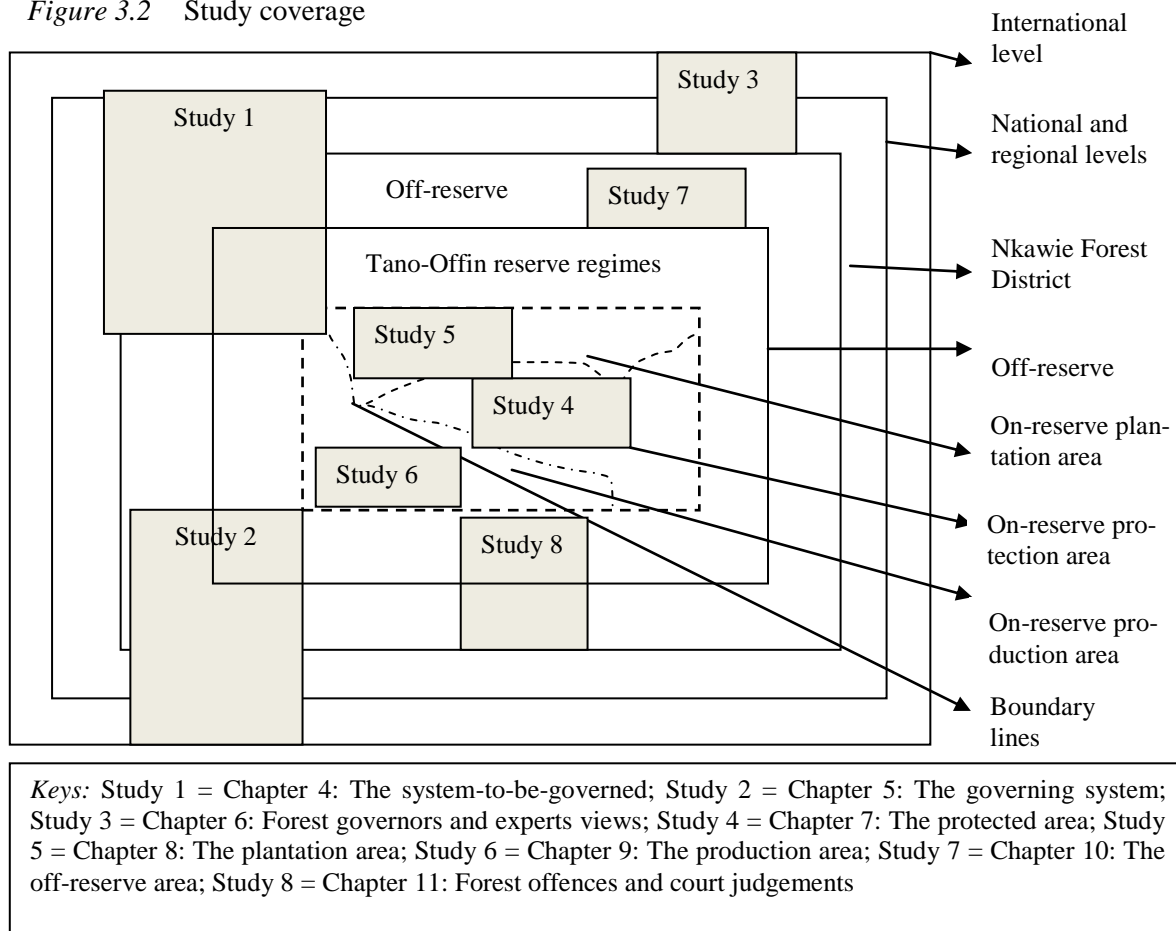 Figure 3.2 Study coverage
International
level
Study 3
Study 1
National and
regional levels
Off-reserve
Study 7
Tano-Offin reserve regimes
Nkawie Forest
District
Study 5
Off-reserve
Study 4
On-reserve plan-
tation area
Study 6
On-reserve pro-
tection area
Study 2
Study 8
On-reserve pro-
duction area
Boundary
lines
Keys: Study 1 = Chapter 4: The system-to-be-governed; Study 2 = Chapter 5: The governing system;
Study 3 = Chapter 6: Forest governors and experts views; Study 4 = Chapter 7: The protected area; Study
5 = Chapter 8: The plantation area; Study 6 = Chapter 9: The production area; Study 7 = Chapter 10: The
off-reserve area; Study 8 = Chapter 11: Forest offences and court judgements